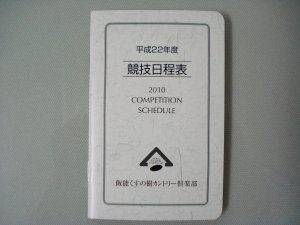 平成22年度
競技日程表
2010
COMPETITION
SCHEDULE
飯能くすの樹カントリー倶楽部